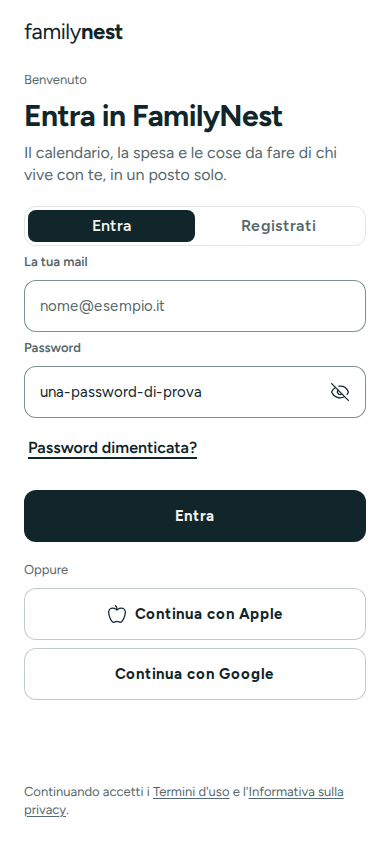 familynest
Benvenuto
Entra in FamilyNest
Il calendario, la spesa e le cose da fare di chi
vive con te, in un posto solo.
Entra
Registrati
La tua mail
nome@esempio.it
Password
una-password-di-prova
Password dimenticata?
Entra
Oppure
Continua con Apple
Continua con Google
Continuando accetti i Termini d'uso e l'Informativa sulla
privacy.